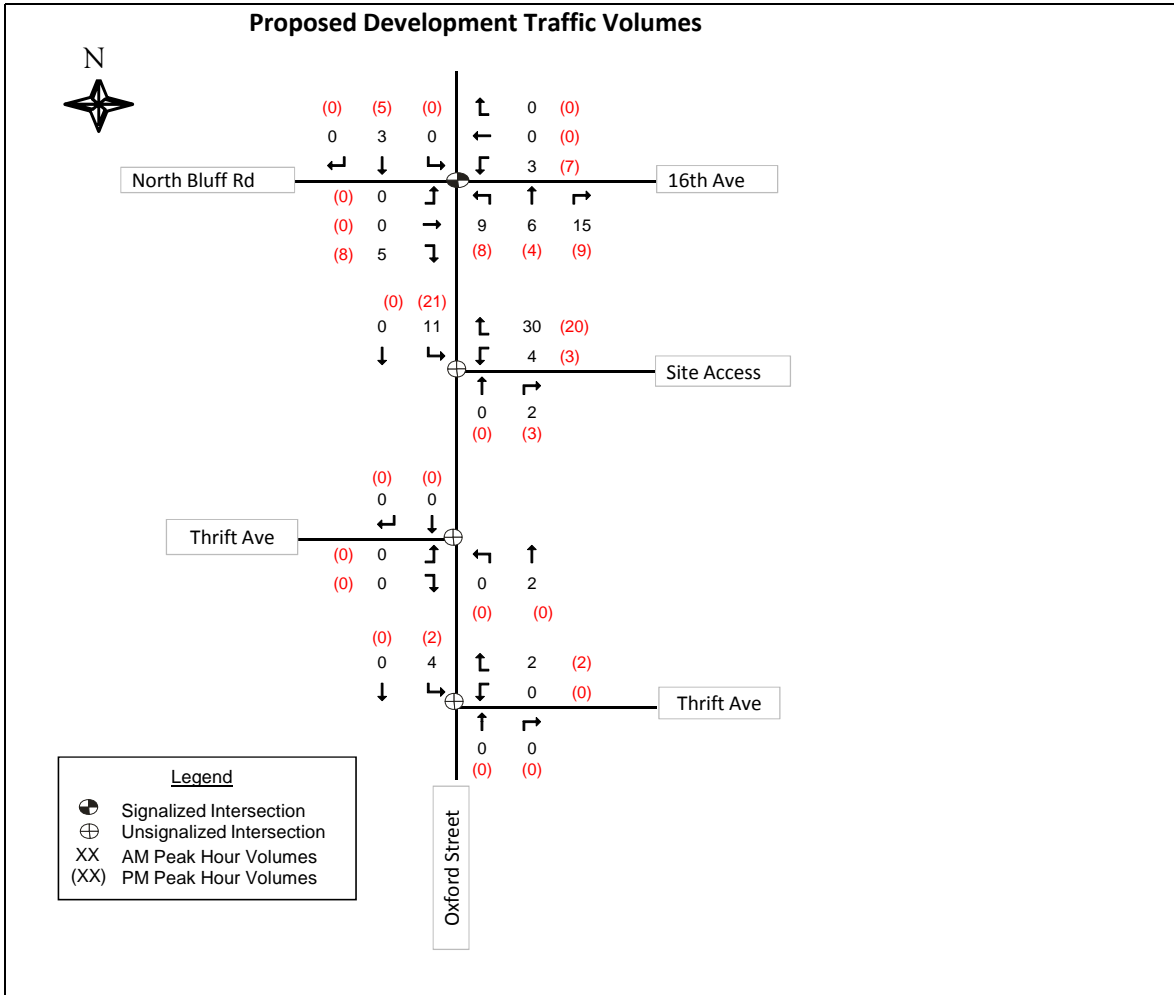 Proposed Development Traffic Volumes
N
(0) (5) (0) 0 (0)
0 3 0 0 (0)
3 (7)
North Bluff Rd 16th Ave
(0) 0
(0) 0 9 6 15
(8) 5 (8) (4) (9)
(0) (21)
0 11 30 (20)
4 (3)
Site Access
0 2
(0) (3)
(0) (0)
0 0
Thrift Ave
(0) 0
(0) 0 0 2
(0) (0)
(0) (2)
0 4 2 (2)
0 (0)
Thrift Ave
0 0
(0) (0)
Legend
Signalized Intersection
Unsignalized Intersection
XX AM Peak Hour Volumes
(XX) PM Peak Hour Volumes
Oxford Street